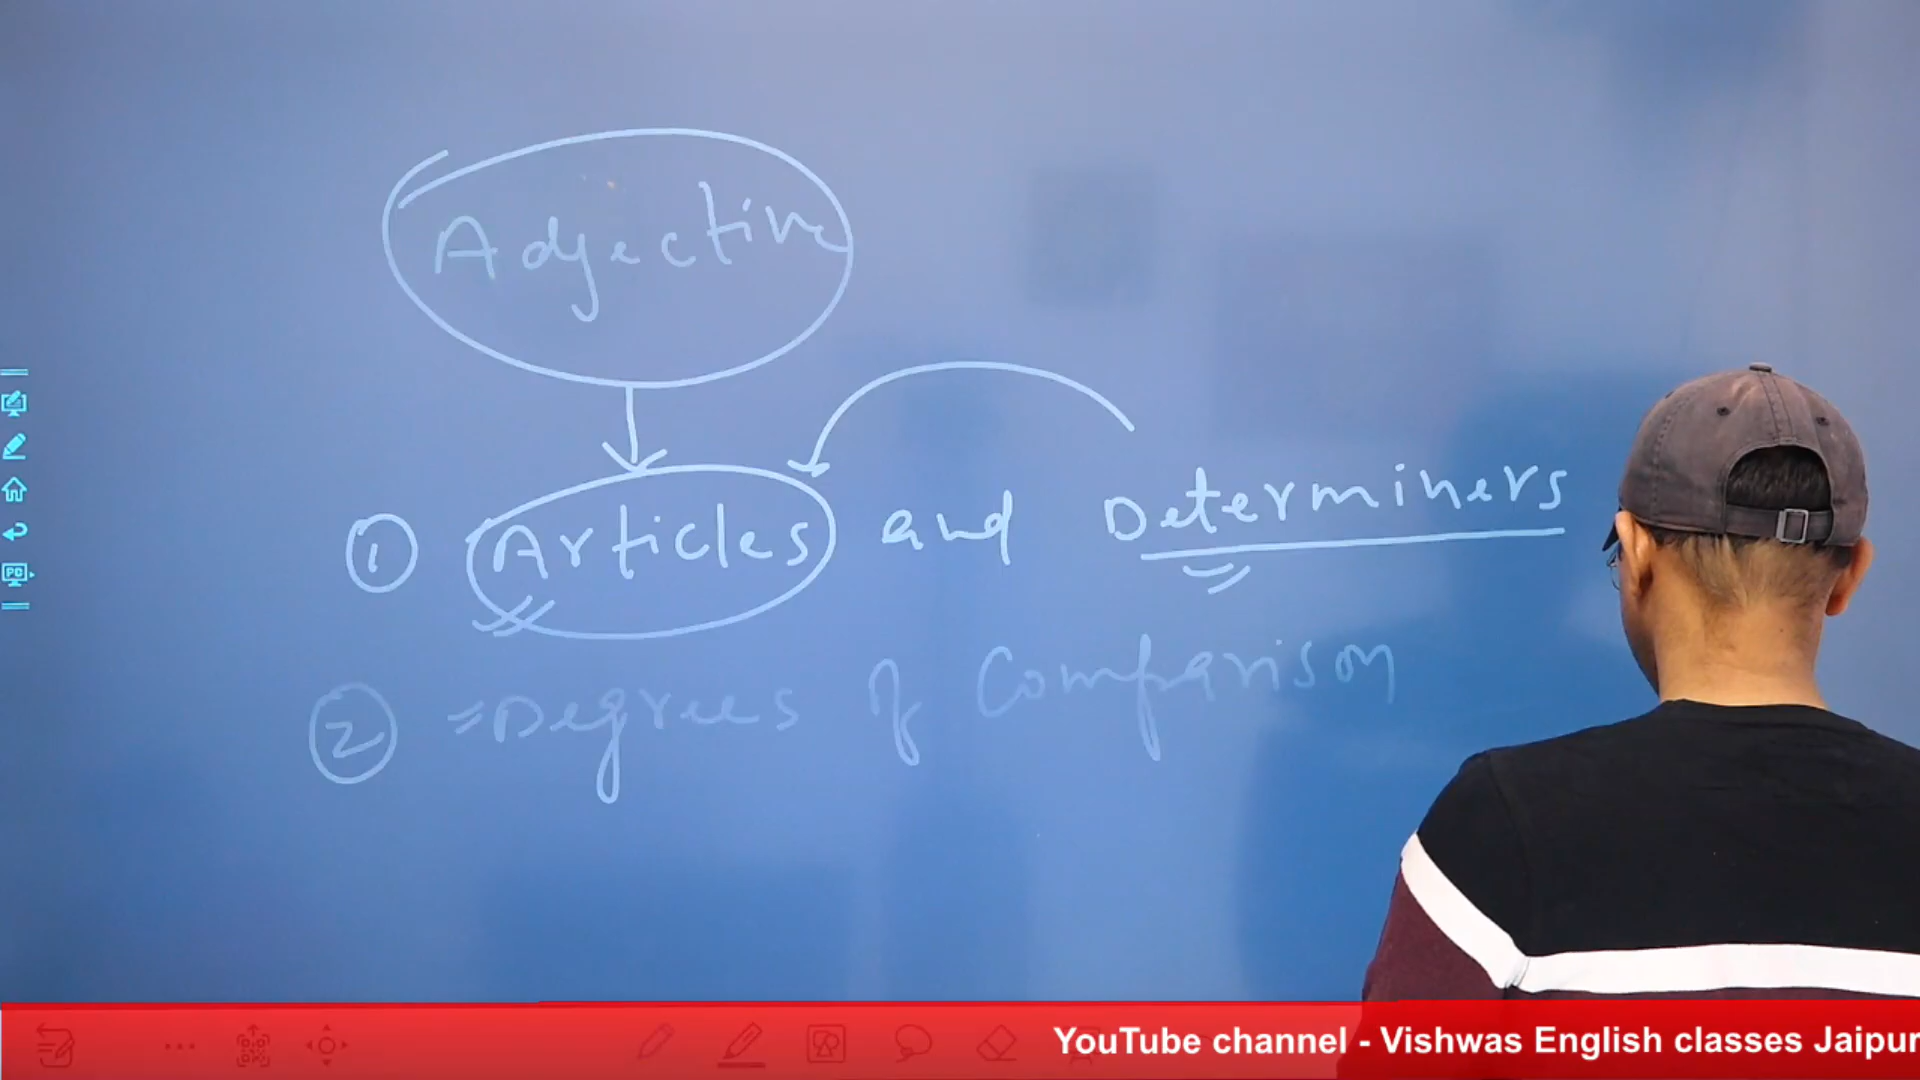 Adjective
① Articles and Determiners
② Degrees of Comparison
YouTube channel - Vishwas English classes Jaipur